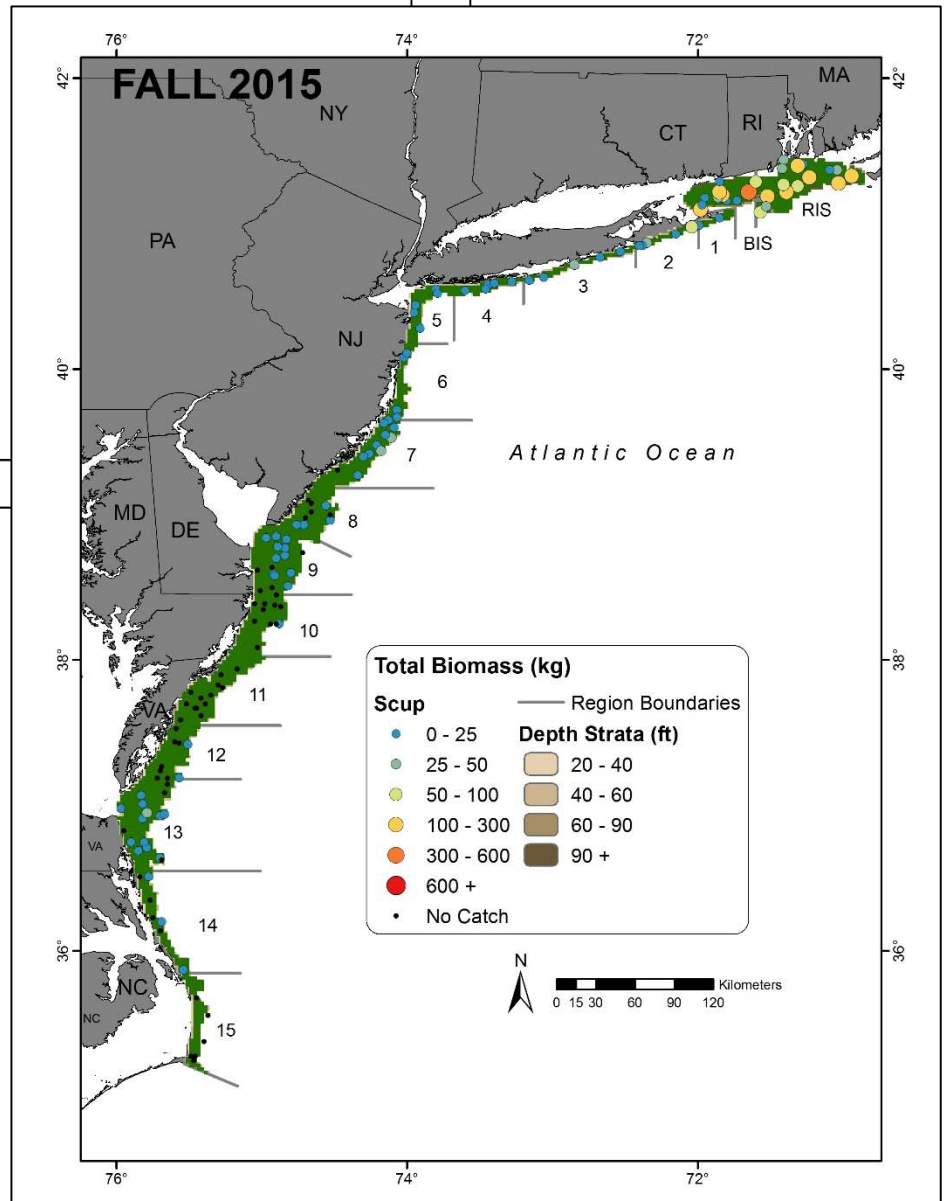 76°
74°
72°
FALL 2015
42°
42°
MA
NY
CT
RI
RIS
PA
BIS
1
2
3
4
5
NJ
40°
40°
6
Atlantic Ocean
7
MD
DE
8
9
10
38°
38°
11
VA
12
13
VA
14
NC
NC
15
36°
36°
Total Biomass (kg)
Scup
0 - 25
25 - 50
50 - 100
100 - 300
300 - 600
600 +
No Catch
Region Boundaries
Depth Strata (ft)
20 - 40
40 - 60
60 - 90
90 +
N
Kilometers
0 15 30 60 90 120
76°
74°
72°